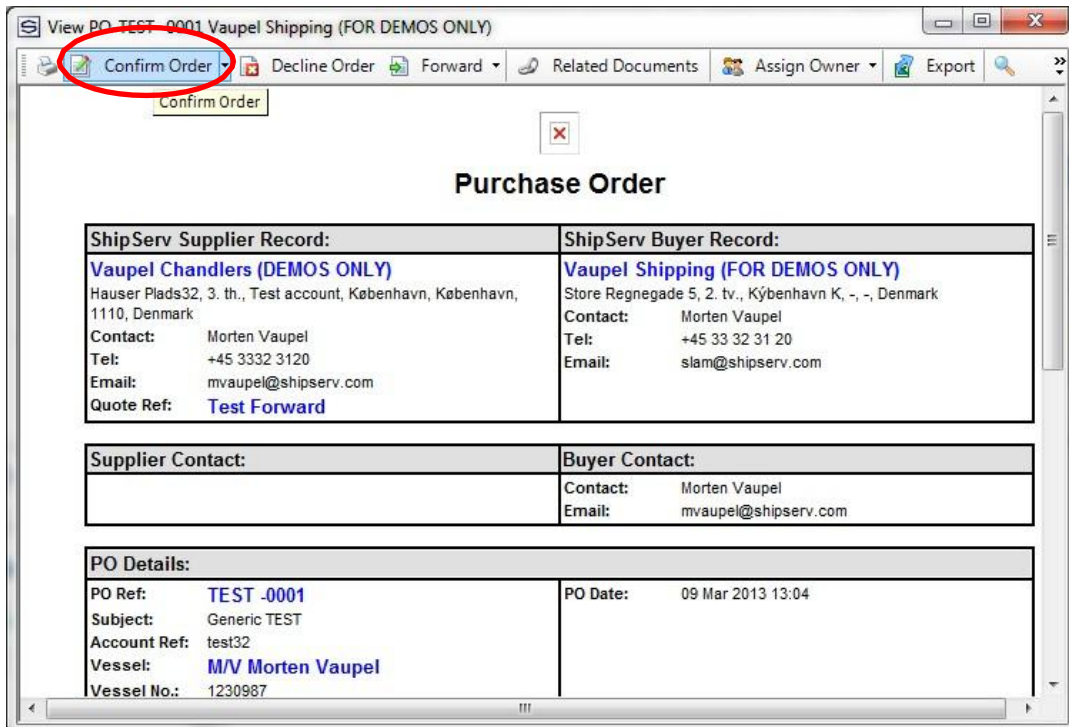 View PO TEST -0001 Vaupel Shipping (FOR DEMOS ONLY)
Confirm Order Decline Order Forward Related Documents Assign Owner Export
Confirm Order
Purchase Order
ShipServ Supplier Record: ShipServ Buyer Record:
Vaupel Chandlers (DEMOS ONLY) Vaupel Shipping (FOR DEMOS ONLY)
Hauser Plads32, 3. th., Test account, København, København, Store Regnegade 5, 2. tv., Kýbenhavn K, -, -, Denmark
1110, Denmark
Contact: Morten Vaupel Contact: Morten Vaupel
Tel: +45 3332 3120 Tel: +45 33 32 31 20
Email: mvaupel@shipserv.com Email: slam@shipserv.com
Quote Ref: Test Forward
Supplier Contact: Buyer Contact:
Contact: Morten Vaupel
Email: mvaupel@shipserv.com
PO Details:
PO Ref: TEST -0001 PO Date: 09 Mar 2013 13:04
Subject: Generic TEST
Account Ref: test32
Vessel: M/V Morten Vaupel
Vessel No.: 1230987